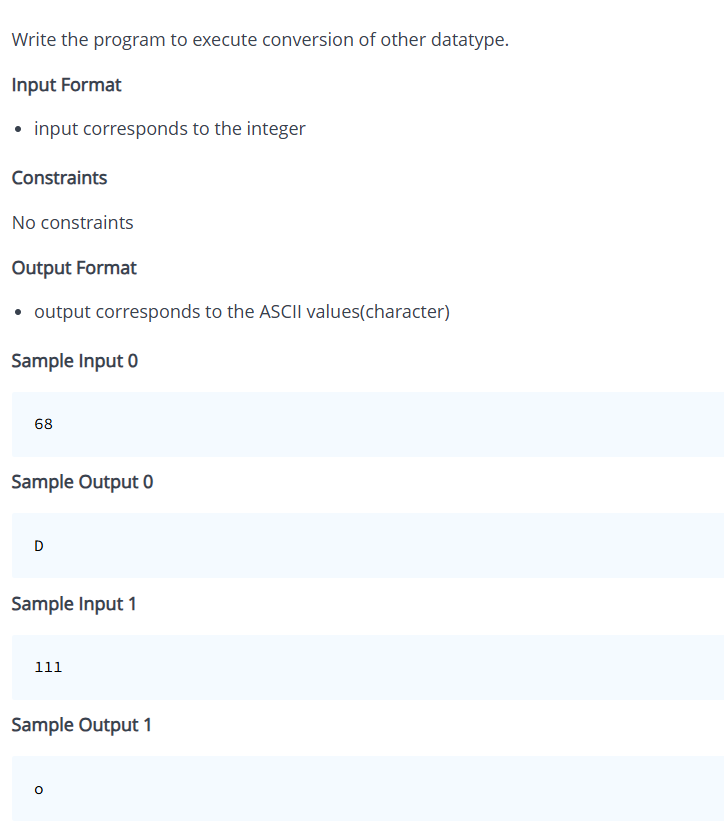 Write the program to execute conversion of other datatype.
Input Format
• input corresponds to the integer
Constraints
No constraints
Output Format
• output corresponds to the ASCII values(character)
Sample Input 0
68
Sample Output 0
D
Sample Input 1
111
Sample Output 1
o